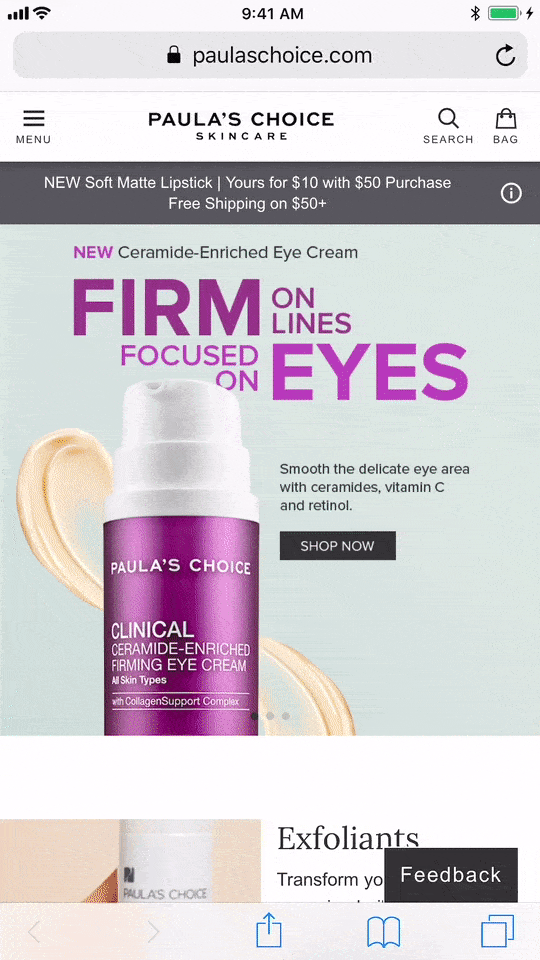 9:41 AM
paulaschoice.com
MENU
PAULA'S CHOICE
SKINCARE
SEARCH
BAG
NEW Soft Matte Lipstick | Yours for $10 with $50 Purchase
Free Shipping on $50+
NEW Ceramide-Enriched Eye Cream
FIRM ON LINES
FOCUSED ON EYES
Smooth the delicate eye area
with ceramides, vitamin C
and retinol.
SHOP NOW
PAULA'S CHOICE
CLINICAL
CERAMIDE-ENRICHED
FIRMING EYE CREAM
All Skin Types
with CollagenSupport Complex
Exfoliants
Transform yo
Feedback
PAULA'S CHOICE